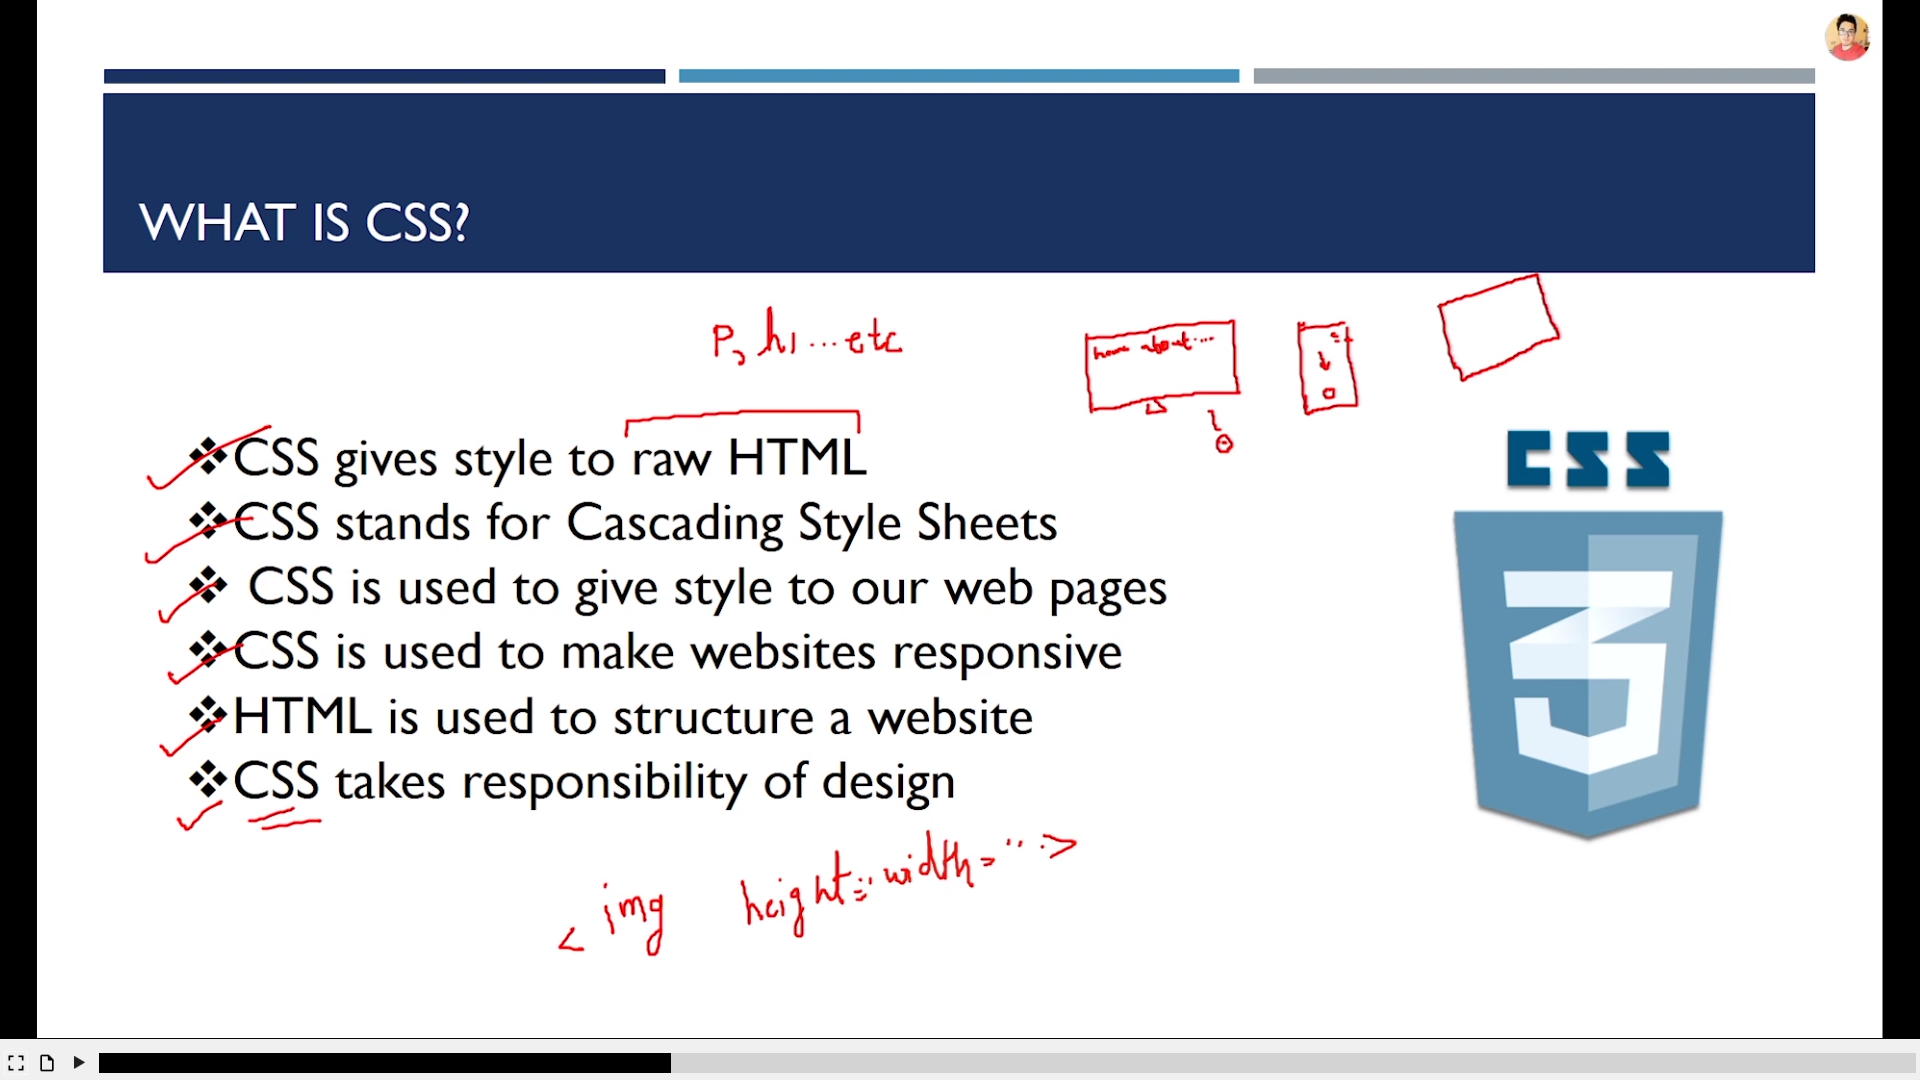 WHAT IS CSS?
P, h1 ... etc
home about ....
❖CSS gives style to raw HTML
❖CSS stands for Cascading Style Sheets
❖ CSS is used to give style to our web pages
❖CSS is used to make websites responsive
❖HTML is used to structure a website
❖CSS takes responsibility of design
CSS
3
< img height=" width= " ... >